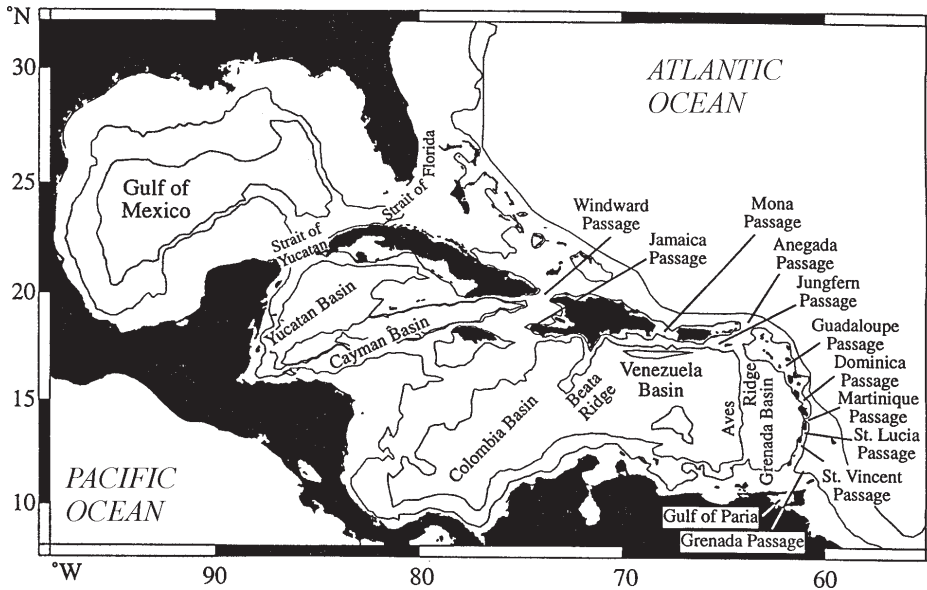 °N
30
25
20
15
10
°W
90
80
70
60
ATLANTIC
OCEAN
PACIFIC
OCEAN
Gulf of
Mexico
Strait of
Florida
Strait of
Yucatan
Yucatan Basin
Cayman Basin
Colombia Basin
Beata
Ridge
Venezuela
Basin
Aves
Ridge
Grenada Basin
Windward
Passage
Jamaica
Passage
Mona
Passage
Anegada
Passage
Jungfern
Passage
Guadaloupe
Passage
Dominica
Passage
Martinique
Passage
St. Lucia
Passage
St. Vincent
Passage
Gulf of Paria
Grenada Passage